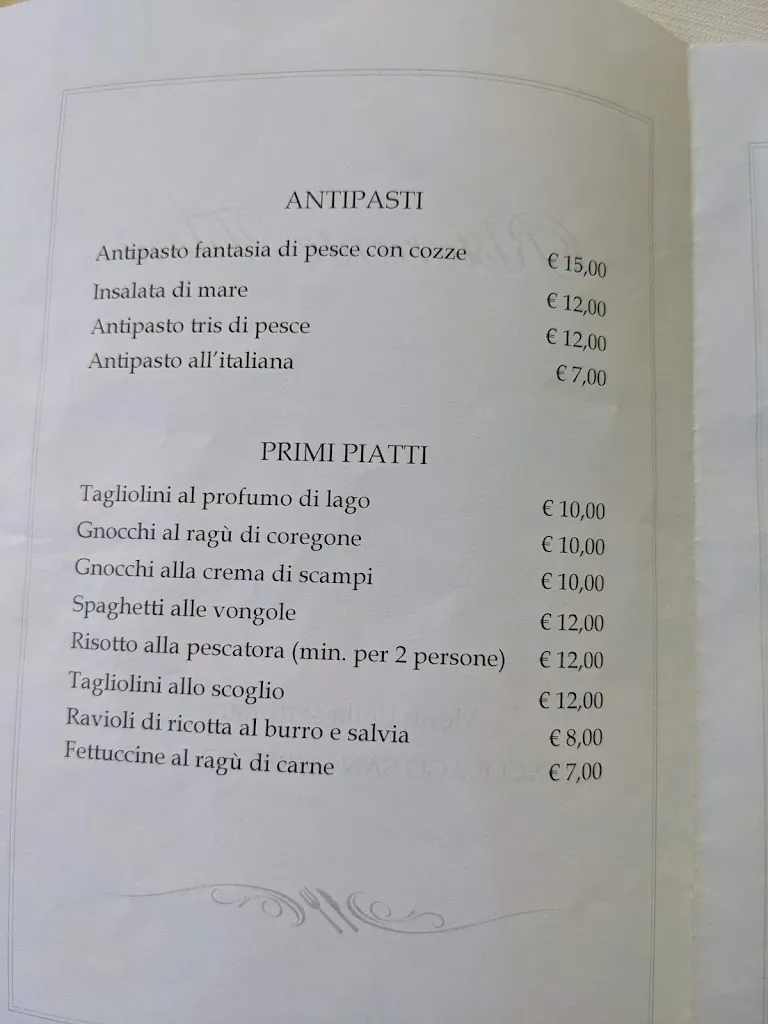 ANTIPASTI
Antipasto fantasia di pesce con cozze € 15,00
Insalata di mare € 12,00
Antipasto tris di pesce € 12,00
Antipasto all'italiana € 7,00
PRIMI PIATTI
Tagliolini al profumo di lago € 10,00
Gnocchi al ragù di coregone € 10,00
Gnocchi alla crema di scampi € 10,00
Spaghetti alle vongole € 12,00
Risotto alla pescatora (min. per 2 persone) € 12,00
Tagliolini allo scoglio € 12,00
Ravioli di ricotta al burro e salvia € 8,00
Fettuccine al ragù di carne € 7,00